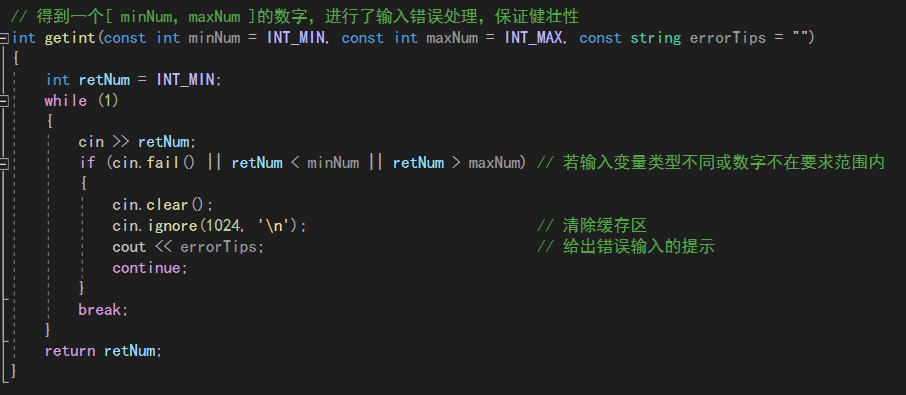 // 得到一个[ minNum, maxNum ]的数字，进行了输入错误处理，保证健壮性
int getint(const int minNum = INT_MIN, const int maxNum = INT_MAX, const string errorTips = "")
{
    int retNum = INT_MIN;
    while (1)
    {
        cin >> retNum;
        if (cin.fail() || retNum < minNum || retNum > maxNum) // 若输入变量类型不同或数字不在要求范围内
        {
            cin.clear();
            cin.ignore(1024, '\n');                          // 清除缓存区
            cout << errorTips;                               // 给出错误输入的提示
            continue;
        }
        break;
    }
    return retNum;
}